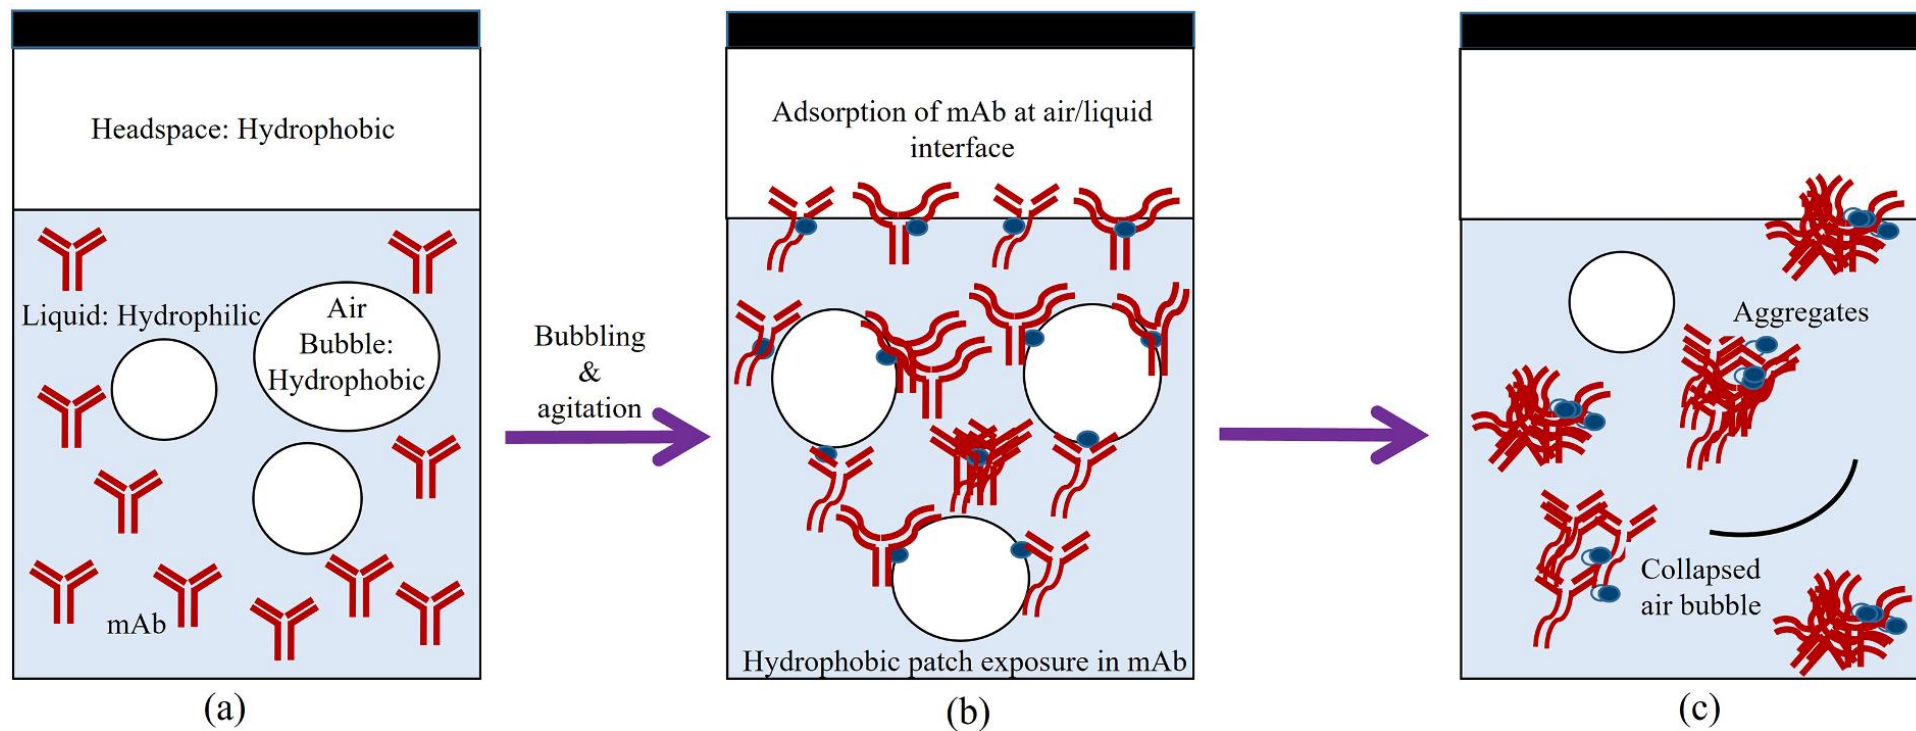 Headspace: Hydrophobic
Liquid: Hydrophilic
Air
Bubble:
Hydrophobic
mAb
(a)
Bubbling
&
agitation
Adsorption of mAb at air/liquid
interface
Hydrophobic patch exposure in mAb
(b)
Aggregates
Collapsed
air bubble
(c)